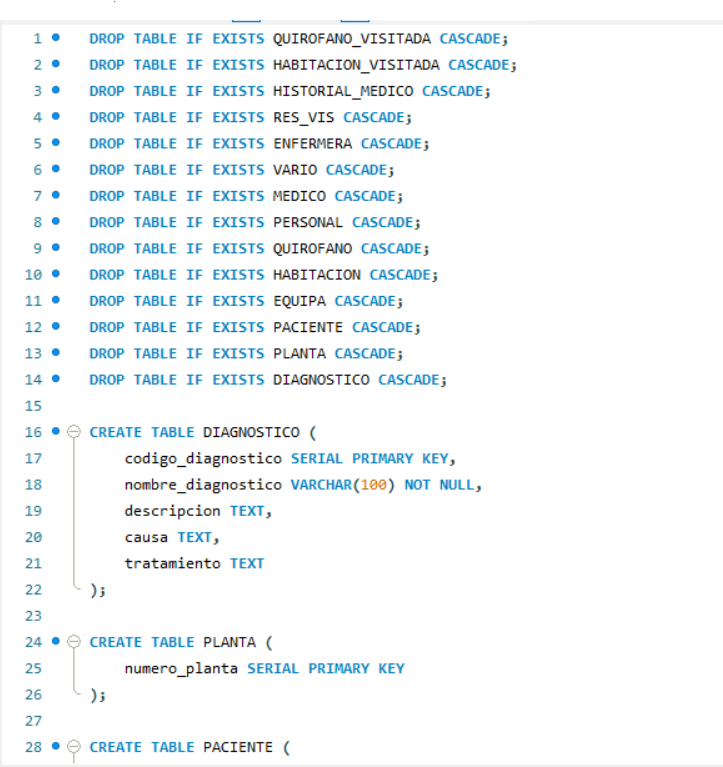 1 DROP TABLE IF EXISTS QUIROFANO_VISITADA CASCADE;
2 DROP TABLE IF EXISTS HABITACION_VISITADA CASCADE;
3 DROP TABLE IF EXISTS HISTORIAL_MEDICO CASCADE;
4 DROP TABLE IF EXISTS RES_VIS CASCADE;
5 DROP TABLE IF EXISTS ENFERMERA CASCADE;
6 DROP TABLE IF EXISTS VARIO CASCADE;
7 DROP TABLE IF EXISTS MEDICO CASCADE;
8 DROP TABLE IF EXISTS PERSONAL CASCADE;
9 DROP TABLE IF EXISTS QUIROFANO CASCADE;
10 DROP TABLE IF EXISTS HABITACION CASCADE;
11 DROP TABLE IF EXISTS EQUIPA CASCADE;
12 DROP TABLE IF EXISTS PACIENTE CASCADE;
13 DROP TABLE IF EXISTS PLANTA CASCADE;
14 DROP TABLE IF EXISTS DIAGNOSTICO CASCADE;
15
16 CREATE TABLE DIAGNOSTICO (
17 codigo_diagnostico SERIAL PRIMARY KEY,
18 nombre_diagnostico VARCHAR(100) NOT NULL,
19 descripcion TEXT,
20 causa TEXT,
21 tratamiento TEXT
22 );
23
24 CREATE TABLE PLANTA (
25 numero_planta SERIAL PRIMARY KEY
26 );
27
28 CREATE TABLE PACIENTE (